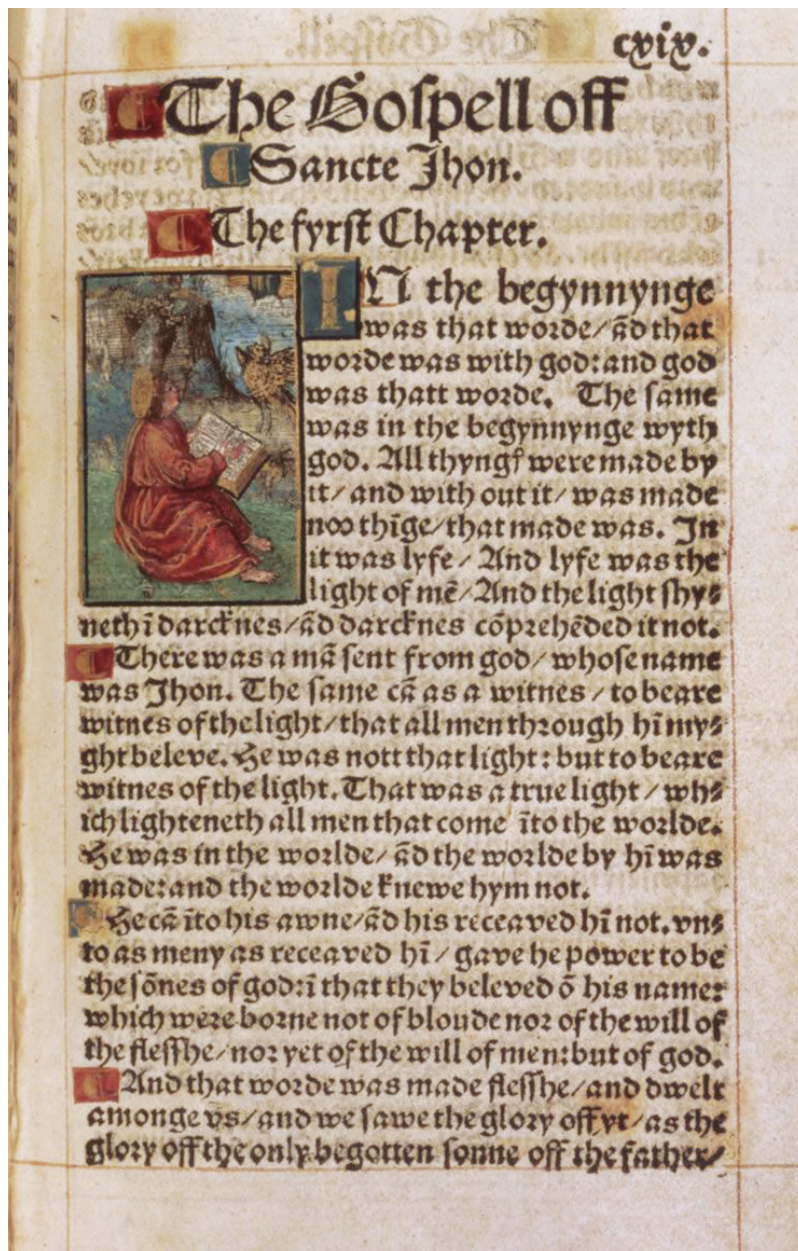 cxix.
The Gospell off
Sancte Jhon.
The fyrst Chapter.
IN the begynnynge
was that worde/ ād that
worde was with god: and god
was thatt worde. The same
was in the begynnynge wyth
god. All thyngꝭ were made by
it/ and with out it/ was made
noo thīge/ that made was. In
it was lyfe/ And lyfe was the
light of mē/ And the light shy⸗
neth ī darcknes/ ād darcknes cōprehēded it not.
There was a mā sent from god/ whose name
was Jhon. The same cā as a witnes/ to beare
witnes of the light/ that all men through hī my⸗
ght beleve. He was nott that light: but to beare
witnes of the light. That was a true light/ wh⸗
ich lighteneth all men that come īto the worlde.
He was in the worlde/ ād the worlde by hī was
made: and the worlde knewe hym not.
He cā īto his awne/ ād his receaved hī not. vn⸗
to as meny as receaved hī/ gave he power to be
the sōnes of god: ī that they beleved ō his name:
which were borne not of bloude nor of the will of
the flesshe/ nor yet of the will of men: but of god.
And that worde was made flesshe/ and dwelt
amonge vs/ and we sawe the glory off yt/ as the
glory off the only begotten sonne off the father/